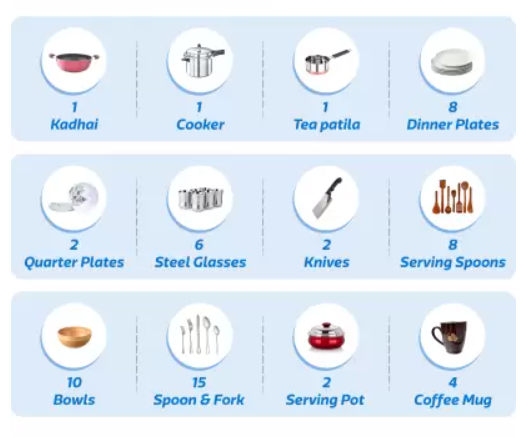 1
Kadhai
1
Cooker
1
Tea patila
8
Dinner Plates
2
Quarter Plates
6
Steel Glasses
2
Knives
8
Serving Spoons
10
Bowls
15
Spoon & Fork
2
Serving Pot
4
Coffee Mug